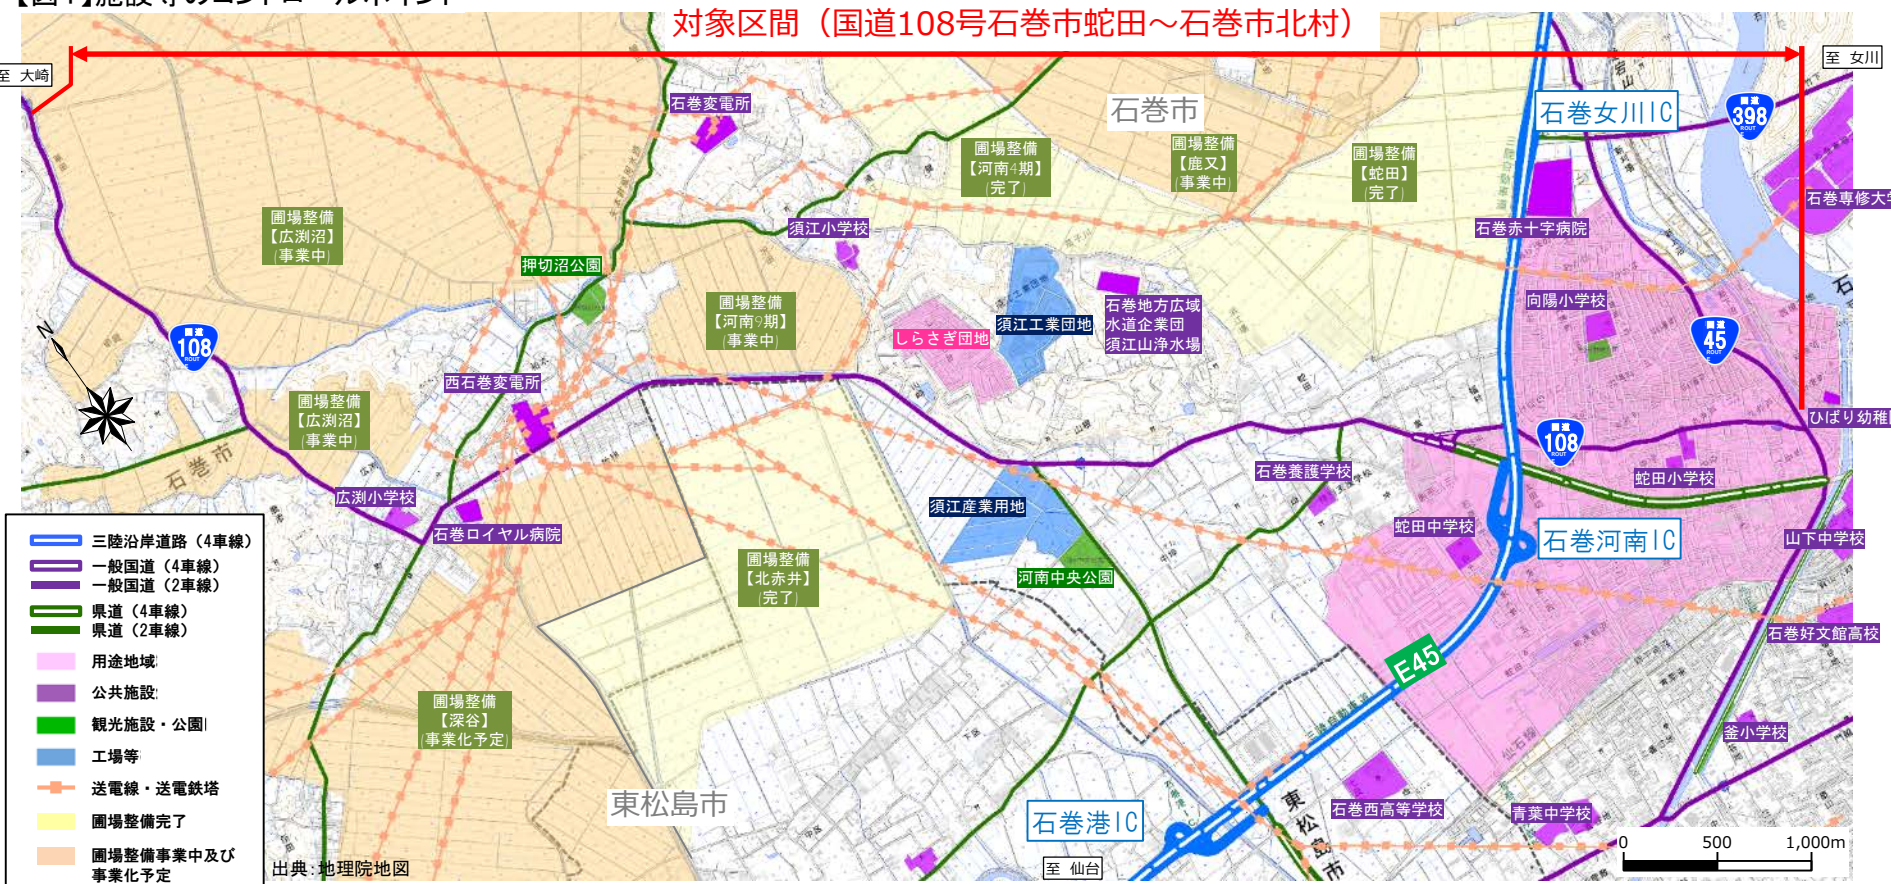 【図1】施設等のコントロールポイント
対象区間（国道108号石巻市蛇田～石巻市北村）
至 大崎
至 女川
石巻変電所
石巻市
石巻女川IC
国道
398
ROUTE
圃場整備
【河南4期】
(完了)
圃場整備
【鹿又】
(事業中)
圃場整備
【蛇田】
(完了)
石巻専修大学
圃場整備
【広渕沼】
(事業中)
須江小学校
石巻赤十字病院
押切沼公園
圃場整備
【河南9期】
(事業中)
しらさぎ団地
須江工業団地
石巻地方広域
水道企業団
須江山浄水場
向陽小学校
国道
108
ROUTE
国道
45
ROUTE
N
西石巻変電所
圃場整備
【広渕沼】
(事業中)
ひばり幼稚園
国道
108
ROUTE
石巻市
石巻養護学校
蛇田小学校
広渕小学校
石巻ロイヤル病院
須江産業用地
蛇田中学校
石巻河南IC
山下中学校
圃場整備
【北赤井】
(完了)
河南中央公園
石巻好文館高校
E45
三陸沿岸道路（4車線）
一般国道（4車線）
一般国道（2車線）
県道（4車線）
県道（2車線）
用途地域
公共施設
観光施設・公園
工場等
送電線・送電鉄塔
圃場整備完了
圃場整備事業中及び
事業化予定
圃場整備
【深谷】
(事業化予定)
釜小学校
東松島市
石巻港IC
東松島市
石巻西高等学校
青葉中学校
至 仙台
出典:地理院地図
0 500 1,000m